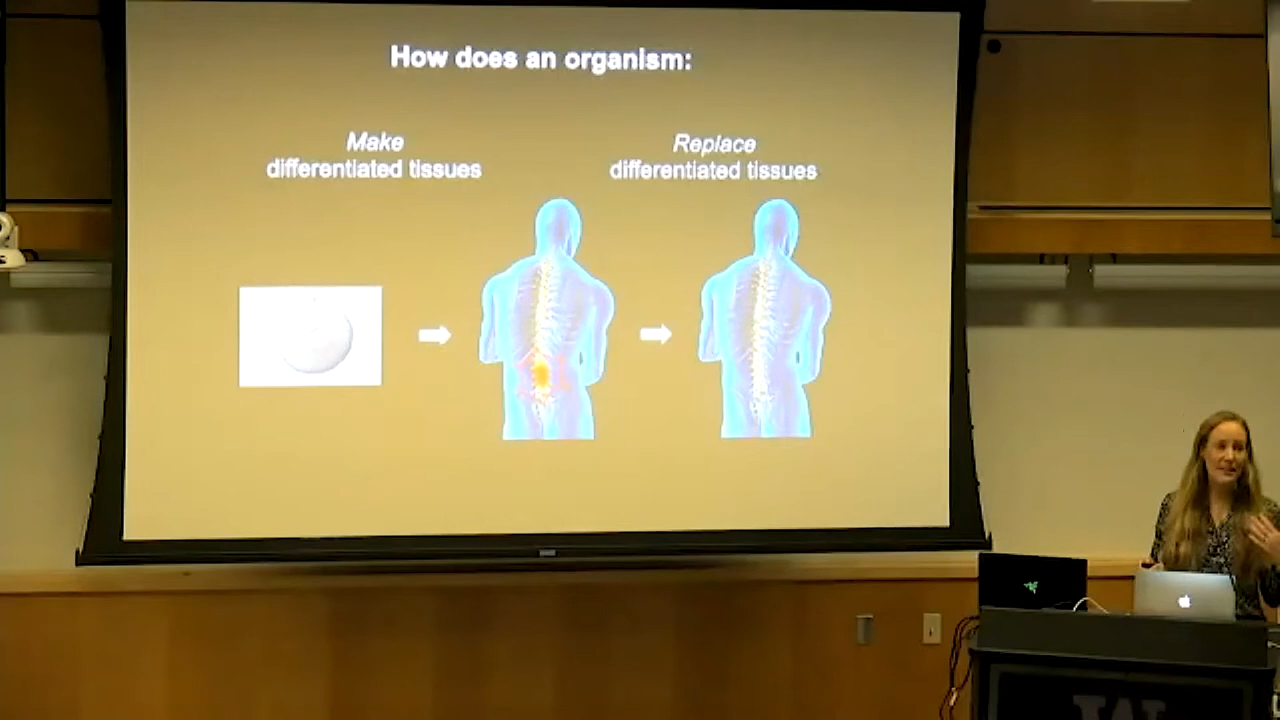 How does an organism:
Make
differentiated tissues
Replace
differentiated tissues
W